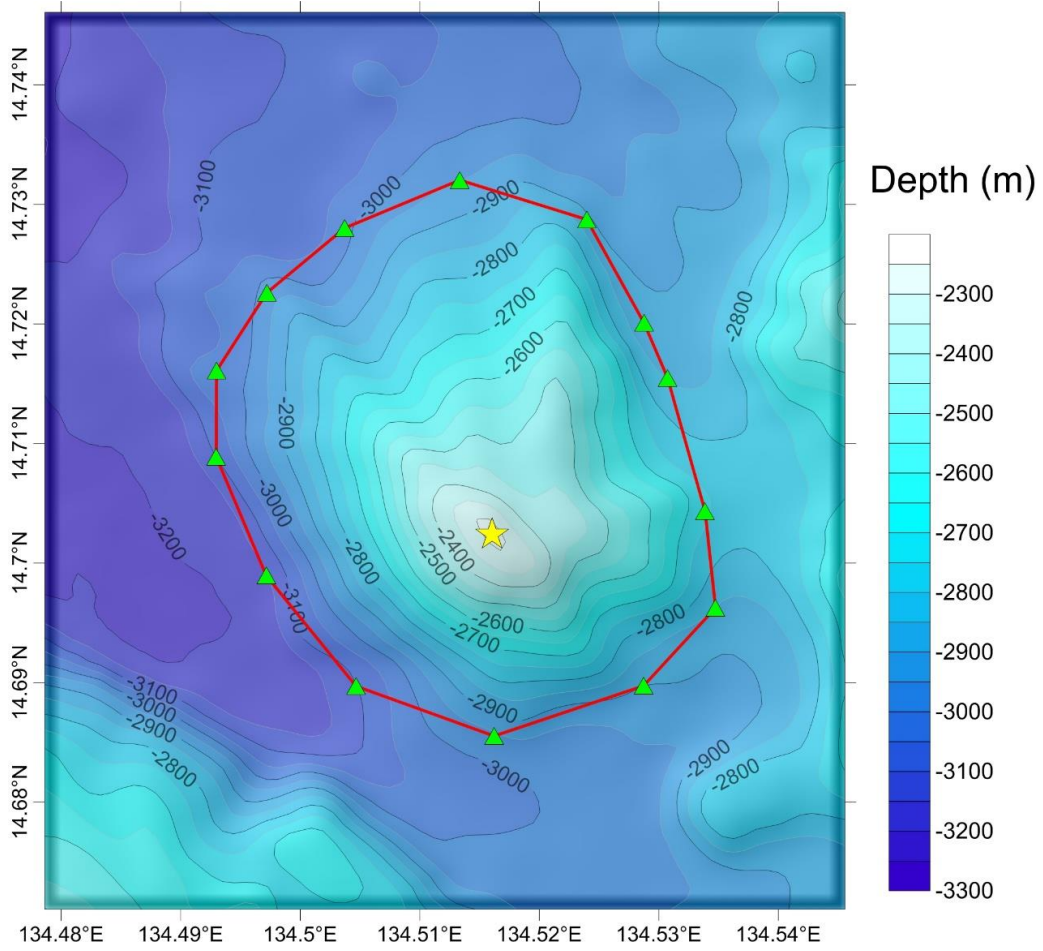 14.74°N
14.73°N
14.72°N
14.71°N
14.7°N
14.69°N
14.68°N
134.48°E
134.49°E
134.5°E
134.51°E
134.52°E
134.53°E
134.54°E
-3100
-3000
-2900
-2800
-2700
-2600
-2800
-2900
-3000
-3200
-2800
-2400
-2500
-3100
-2600
-2700
-2800
-2900
-3000
-3100
-3000
-2900
-2800
-2900
-2800
Depth (m)
-2300
-2400
-2500
-2600
-2700
-2800
-2900
-3000
-3100
-3200
-3300